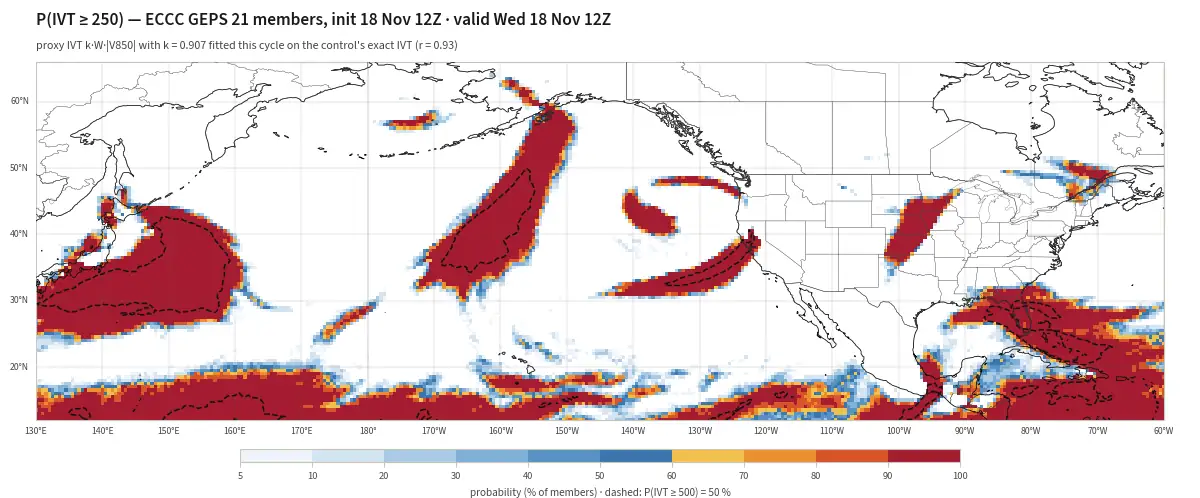 P(IVT ≥ 250) — ECCC GEPS 21 members, init 18 Nov 12Z · valid Wed 18 Nov 12Z
proxy IVT k·W·|V850| with k = 0.907 fitted this cycle on the control's exact IVT (r = 0.93)
60°N
50°N
40°N
30°N
20°N
130°E 140°E 150°E 160°E 170°E 180° 170°W 160°W 150°W 140°W 130°W 120°W 110°W 100°W 90°W 80°W 70°W 60°W
5 10 20 30 40 50 60 70 80 90 100
probability (% of members) · dashed: P(IVT ≥ 500) = 50 %